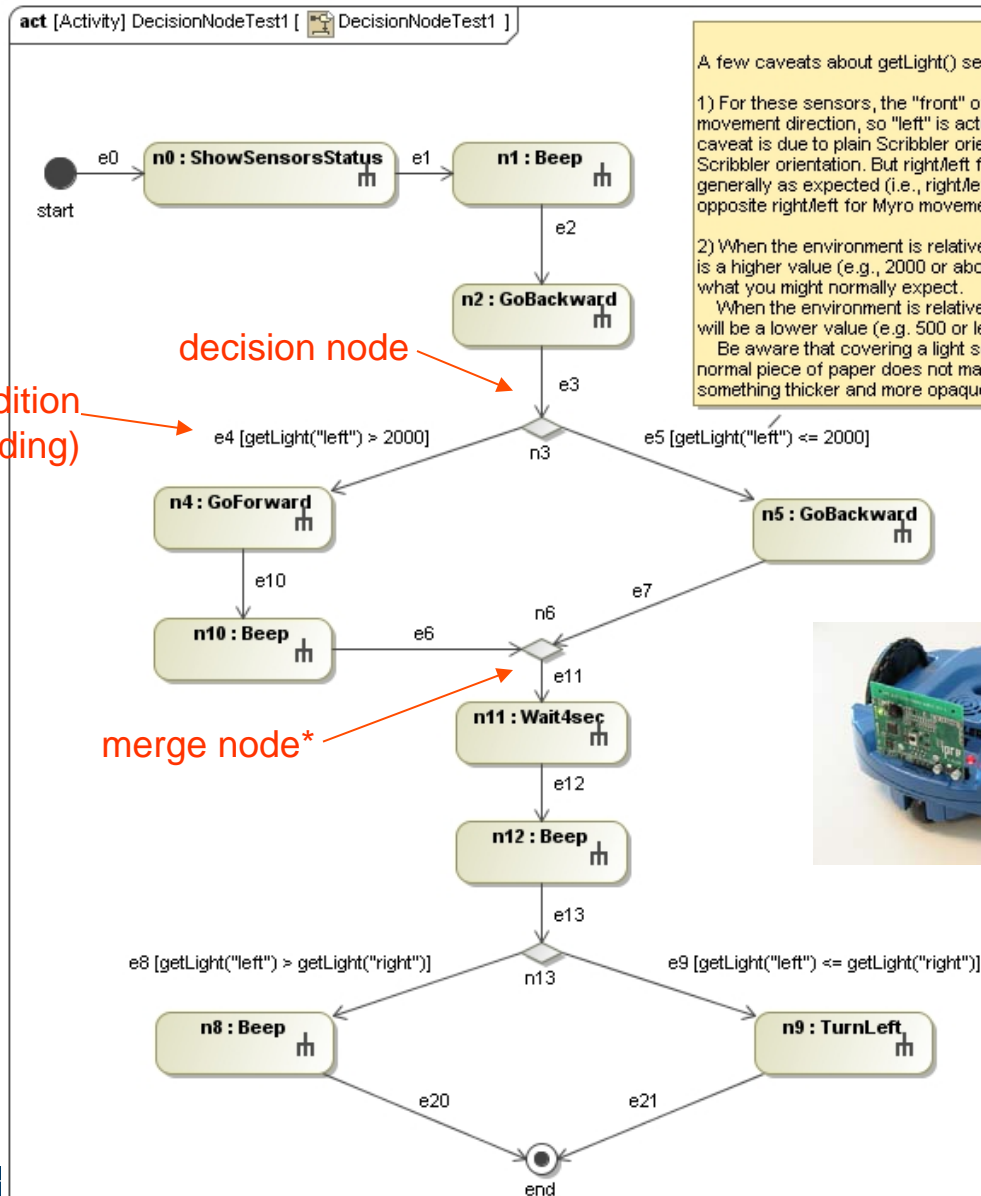 act [Activity] DecisionNodeTest1 [ DecisionNodeTest1 ]
A few caveats about getLight() se
1) For these sensors, the "front" o
movement direction, so "left" is act
caveat is due to plain Scribbler orie
Scribbler orientation. But right/left f
generally as expected (i.e., right/le
opposite right/left for Myro moveme
2) When the environment is relative
is a higher value (e.g., 2000 or abo
what you might normally expect.
When the environment is relative
will be a lower value (e.g. 500 or le
Be aware that covering a light s
normal piece of paper does not ma
something thicker and more opaque
start
e0
n0 : ShowSensorsStatus
e1
n1 : Beep
e2
n2 : GoBackward
decision node
e3
dition
ding)
e4 [getLight("left") > 2000]
n3
e5 [getLight("left") <= 2000]
n4 : GoForward
n5 : GoBackward
e10
e7
n10 : Beep
e6
n6
e11
merge node*
n11 : Wait4sec
e12
n12 : Beep
e13
e8 [getLight("left") > getLight("right")]
n13
e9 [getLight("left") <= getLight("right")]
n8 : Beep
n9 : TurnLeft
e20
e21
end